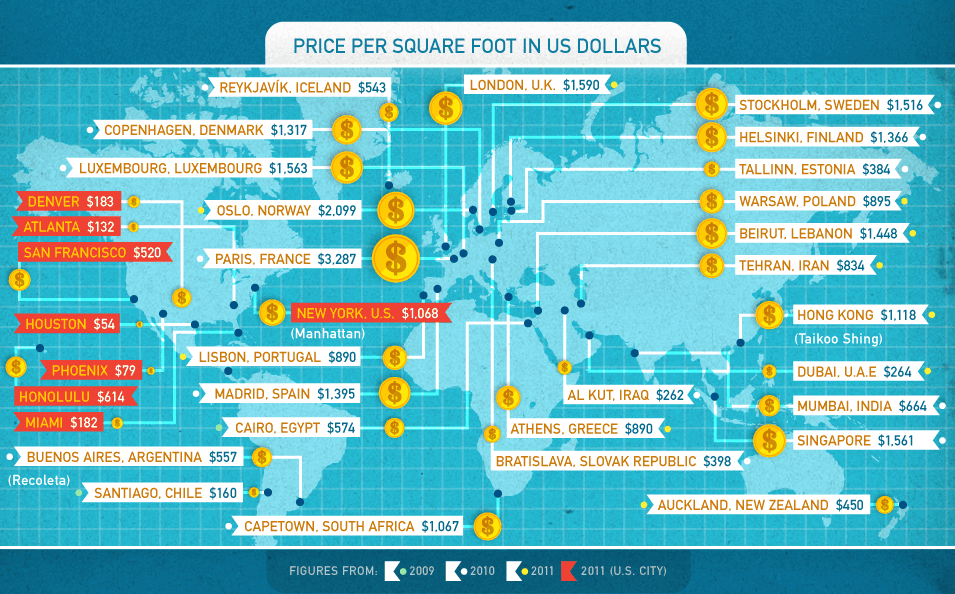 PRICE PER SQUARE FOOT IN US DOLLARS
REYKJAVÍK, ICELAND $543
LONDON, U.K. $1,590
COPENHAGEN, DENMARK $1,317
LUXEMBOURG, LUXEMBOURG $1,563
OSLO, NORWAY $2,099
PARIS, FRANCE $3,287
STOCKHOLM, SWEDEN $1,516
HELSINKI, FINLAND $1,366
TALLINN, ESTONIA $384
WARSAW, POLAND $895
BEIRUT, LEBANON $1,448
TEHRAN, IRAN $834
DENVER $183
ATLANTA $132
SAN FRANCISCO $520
NEW YORK, U.S. $1,068
(Manhattan)
HOUSTON $54
PHOENIX $79
HONOLULU $614
MIAMI $182
LISBON, PORTUGAL $890
MADRID, SPAIN $1,395
CAIRO, EGYPT $574
HONG KONG $1,118
(Taikoo Shing)
DUBAI, U.A.E $264
AL KUT, IRAQ $262
MUMBAI, INDIA $664
ATHENS, GREECE $890
SINGAPORE $1,561
BRATISLAVA, SLOVAK REPUBLIC $398
BUENOS AIRES, ARGENTINA $557
(Recoleta)
SANTIAGO, CHILE $160
CAPETOWN, SOUTH AFRICA $1,067
AUCKLAND, NEW ZEALAND $450
FIGURES FROM: 2009 2010 2011 2011 (U.S. CITY)